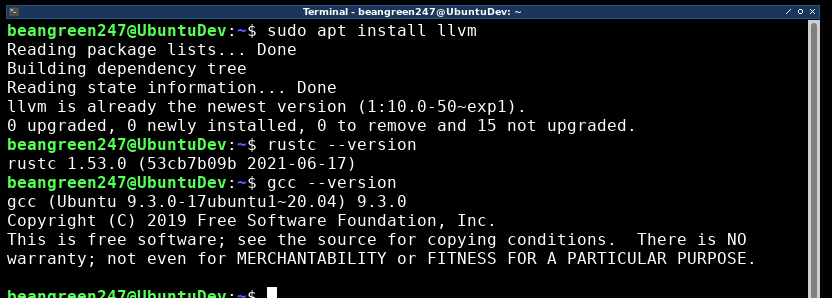 Terminal - beangreen247@UbuntuDev: ~
beangreen247@UbuntuDev:~$ sudo apt install llvm
Reading package lists... Done
Building dependency tree
Reading state information... Done
llvm is already the newest version (1:10.0-50~exp1).
0 upgraded, 0 newly installed, 0 to remove and 15 not upgraded.
beangreen247@UbuntuDev:~$ rustc --version
rustc 1.53.0 (53cb7b09b 2021-06-17)
beangreen247@UbuntuDev:~$ gcc --version
gcc (Ubuntu 9.3.0-17ubuntu1~20.04) 9.3.0
Copyright (C) 2019 Free Software Foundation, Inc.
This is free software; see the source for copying conditions.  There is NO
warranty; not even for MERCHANTABILITY or FITNESS FOR A PARTICULAR PURPOSE.
beangreen247@UbuntuDev:~$